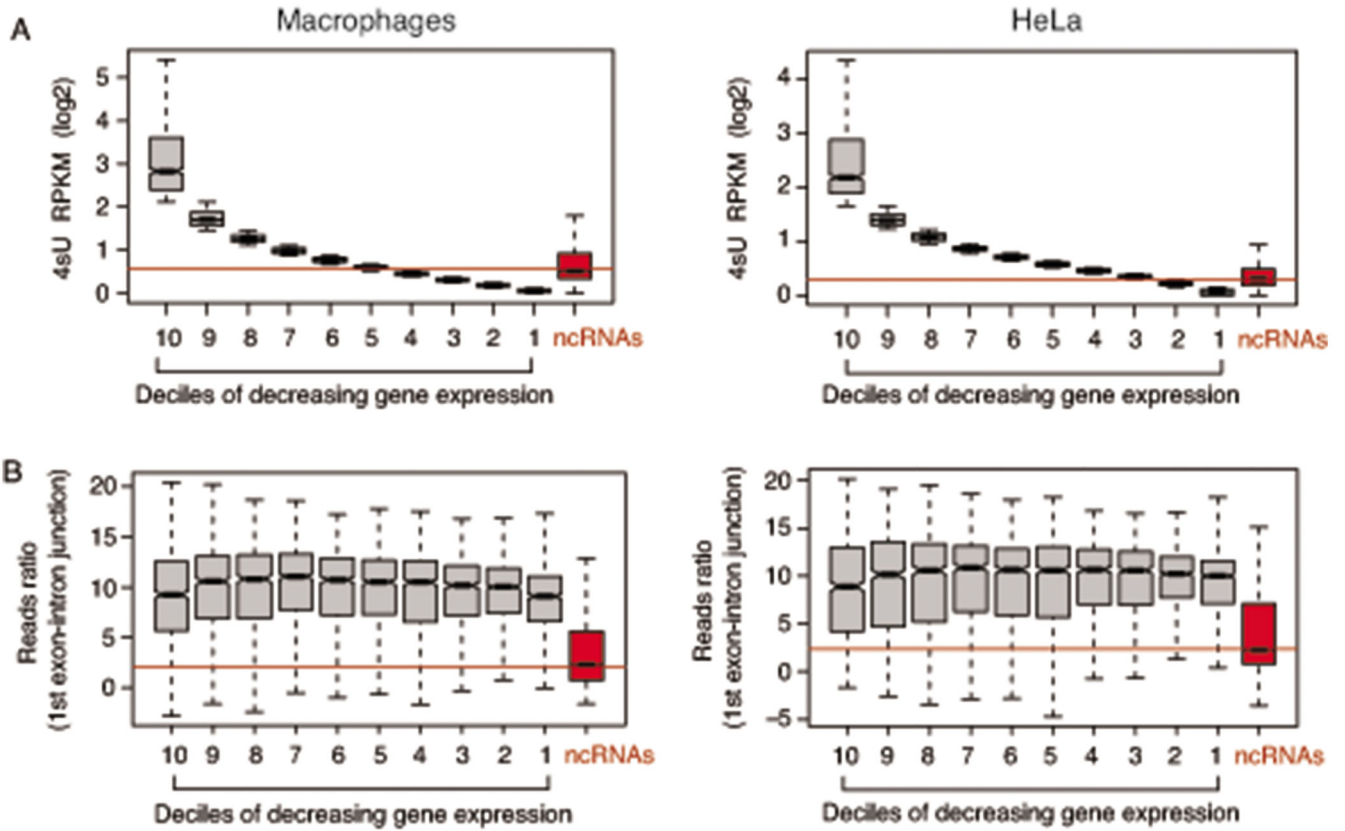 A
Macrophages
HeLa
4sU RPKM (log2)
5
4
3
2
1
0
10 9 8 7 6 5 4 3 2 1 ncRNAs
Deciles of decreasing gene expression
4sU RPKM (log2)
4
3
2
1
0
10 9 8 7 6 5 4 3 2 1 ncRNAs
Deciles of decreasing gene expression
B
Reads ratio
(1st exon-intron junction)
20
15
10
5
0
10 9 8 7 6 5 4 3 2 1 ncRNAs
Deciles of decreasing gene expression
Reads ratio
(1st exon-intron junction)
20
15
10
5
0
-5
10 9 8 7 6 5 4 3 2 1 ncRNAs
Deciles of decreasing gene expression